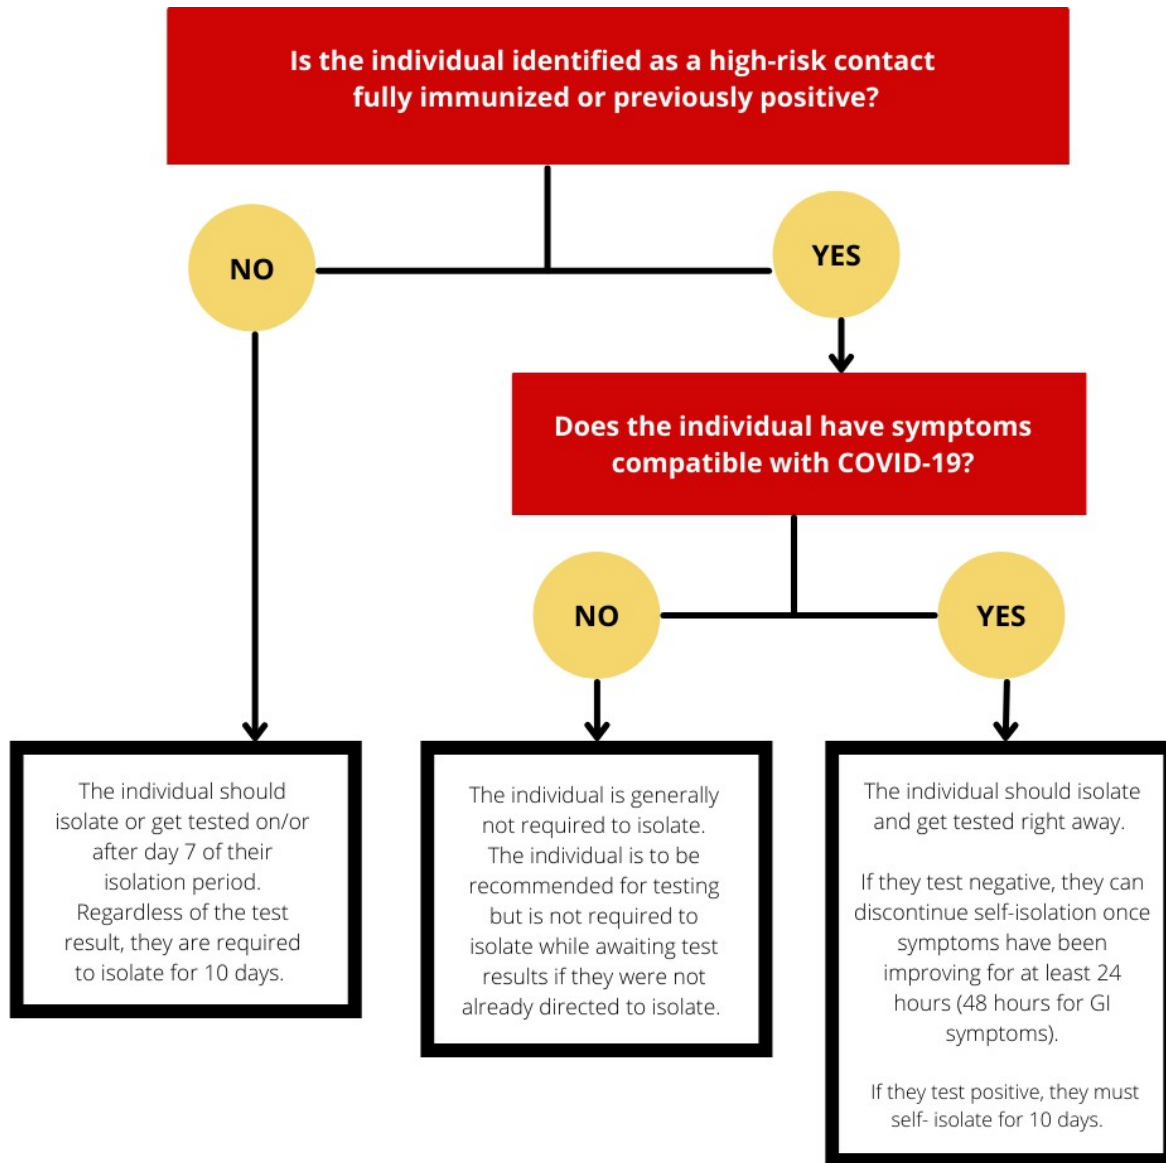 Is the individual identified as a high-risk contact
fully immunized or previously positive?
NO
YES
Does the individual have symptoms
compatible with COVID-19?
NO
YES
The individual should
isolate or get tested on/or
after day 7 of their
isolation period.
Regardless of the test
result, they are required
to isolate for 10 days.
The individual is generally
not required to isolate.
The individual is to be
recommended for testing
but is not required to
isolate while awaiting test
results if they were not
already directed to isolate.
The individual should isolate
and get tested right away.
If they test negative, they can
discontinue self-isolation once
symptoms have been
improving for at least 24
hours (48 hours for GI
symptoms).
If they test positive, they must
self- isolate for 10 days.